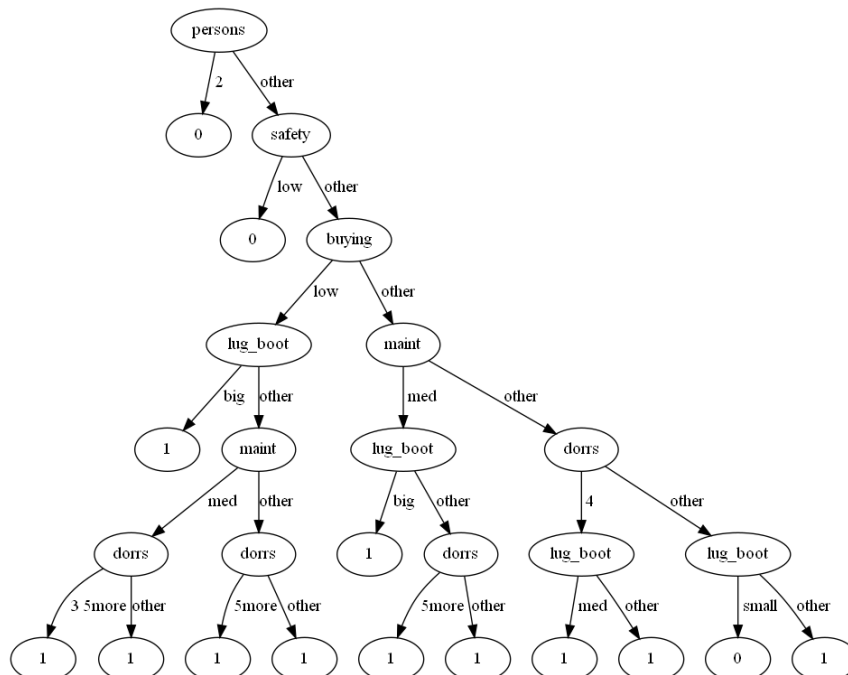 persons
2 other
0 safety
low other
0 buying
low other
lug_boot maint
big other med other
1 maint lug_boot dorrs
med other big other 4 other
dorrs dorrs 1 dorrs lug_boot lug_boot
3 5more other 5more other 5more other med other small other
1 1 1 1 1 1 1 1 0 1